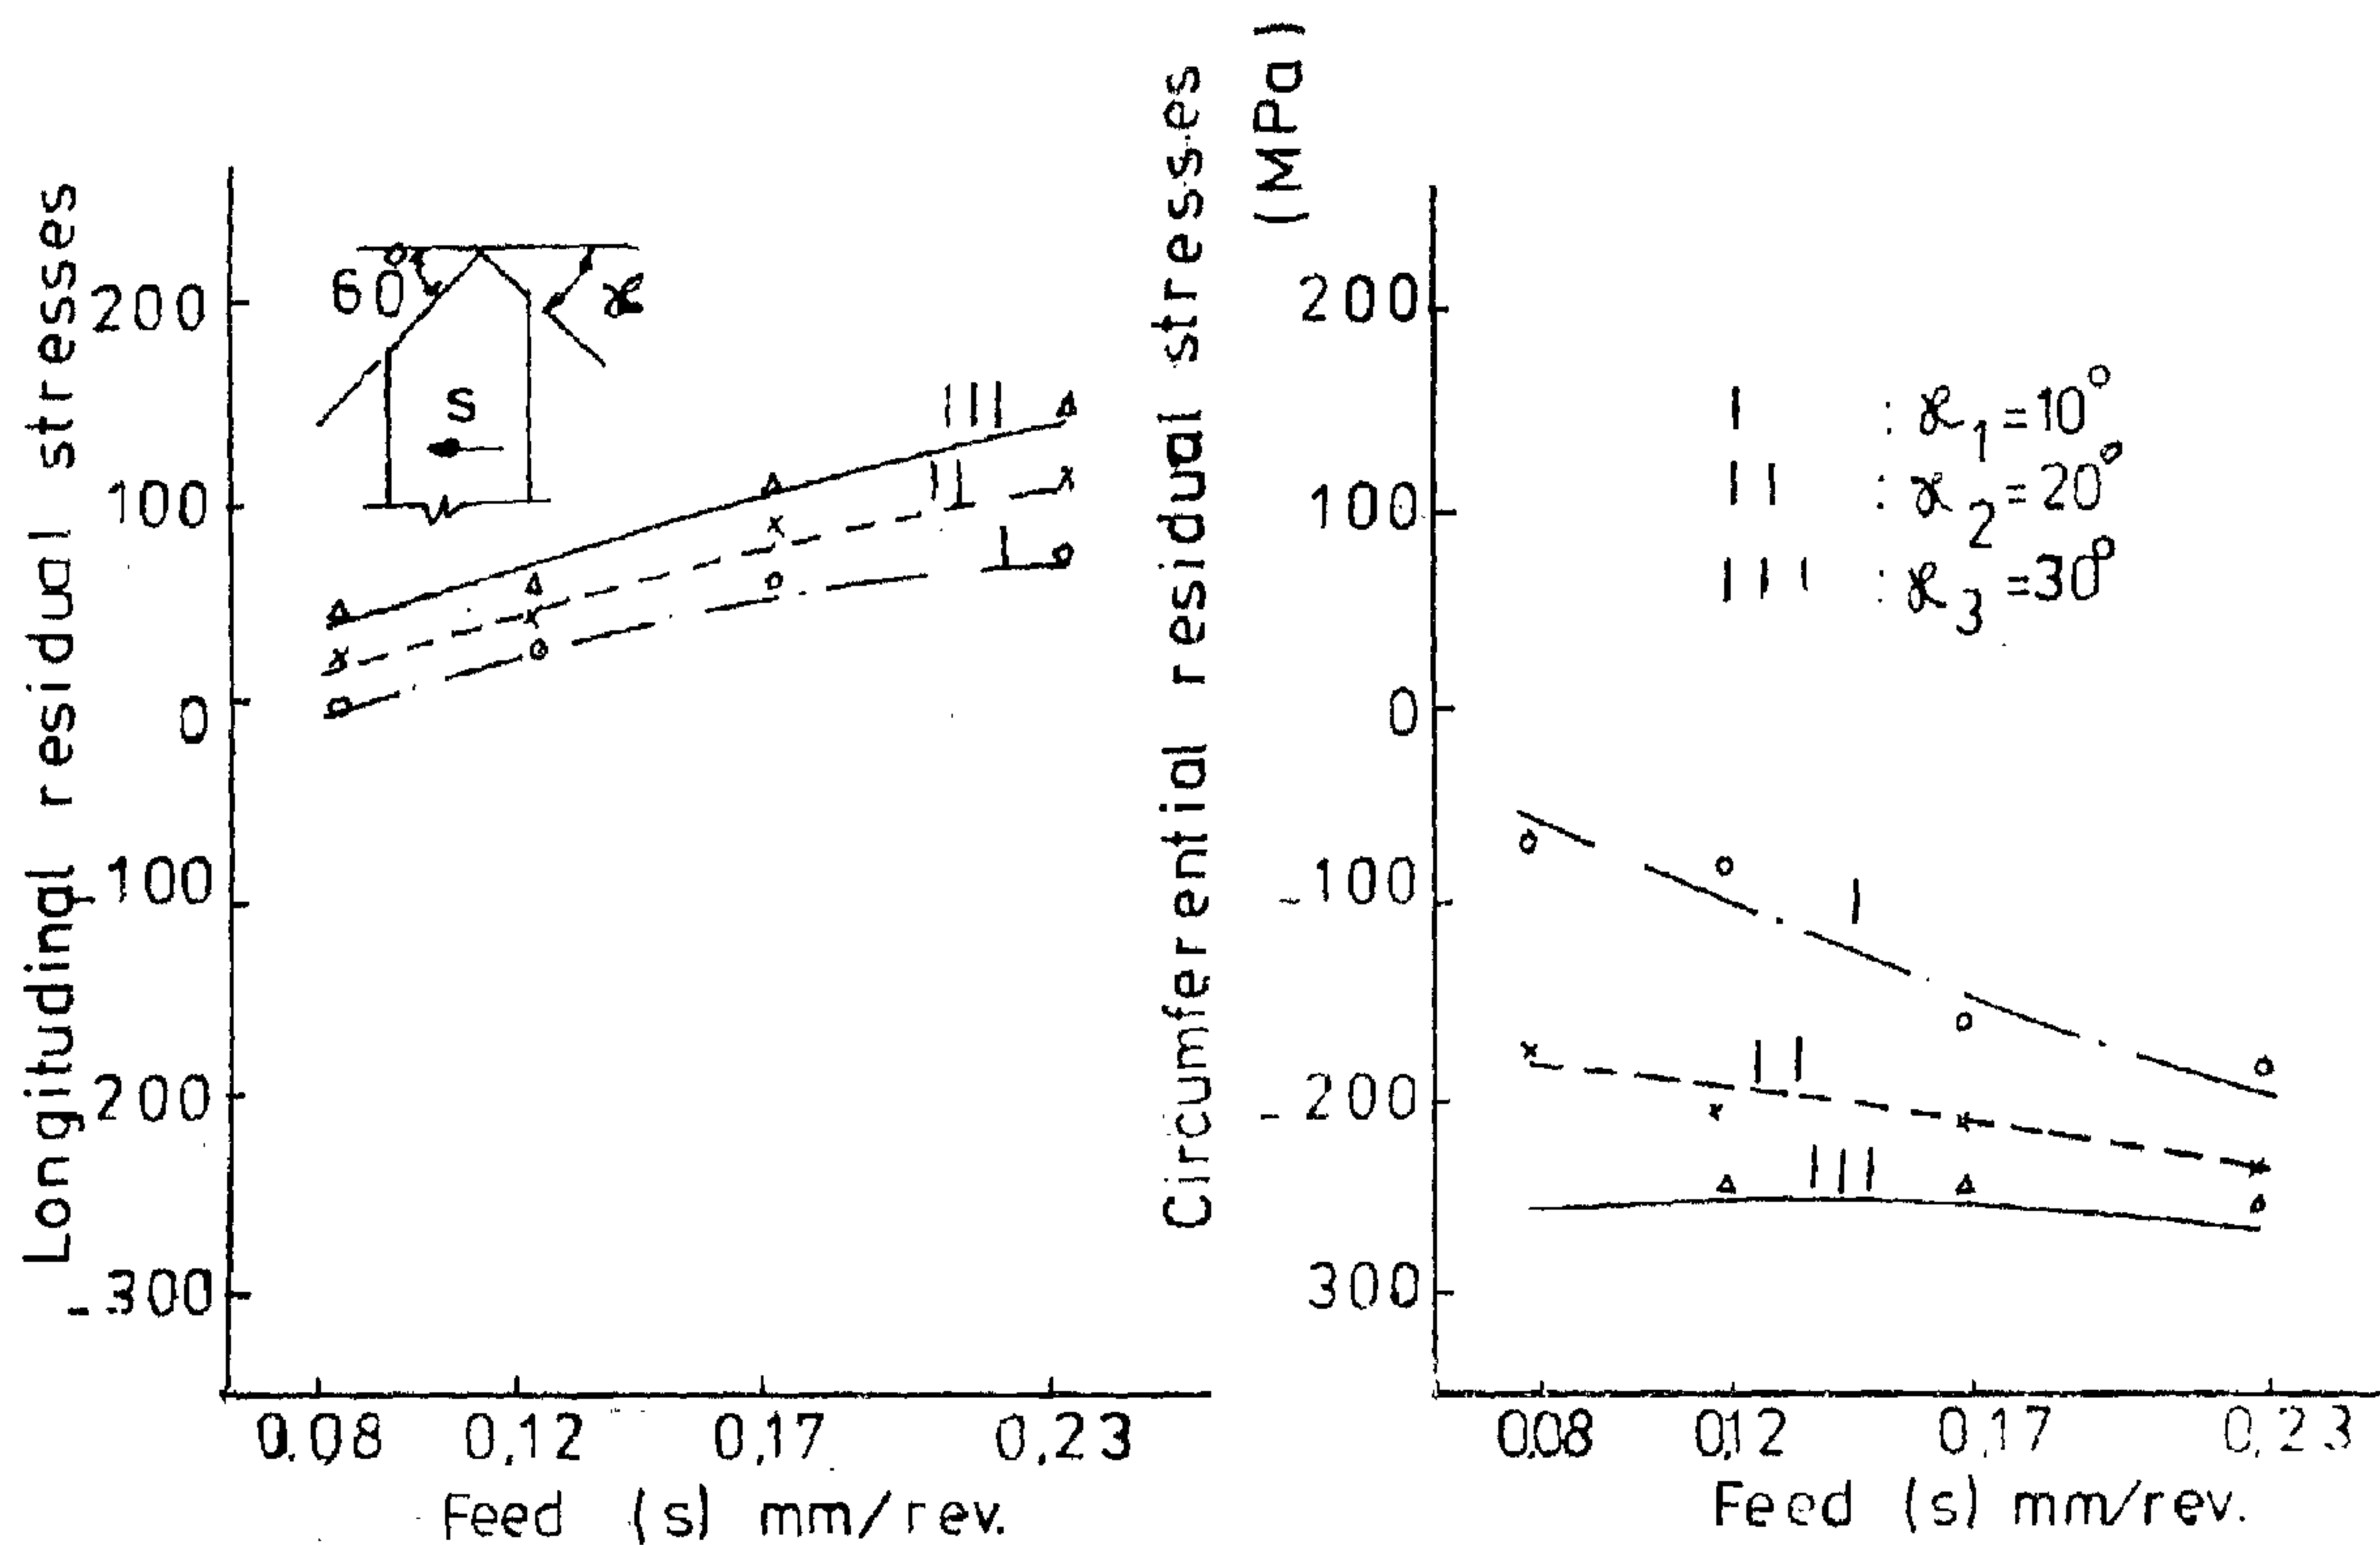 Longitudinal residual stresses
200
100
0
100
200
-300
60°
ϰ
S
III
II
I
0.08 0,12 0,17 0,23
Feed (s) mm/rev.
Circumferential residual stresses
(MPa)
200
100
0
-100
-200
300
I : ϰ1=10°
II : ϰ2=20°
III : ϰ3=30°
I
II
III
0,08 0,12 0,17 0,23
Feed (s) mm/rev.